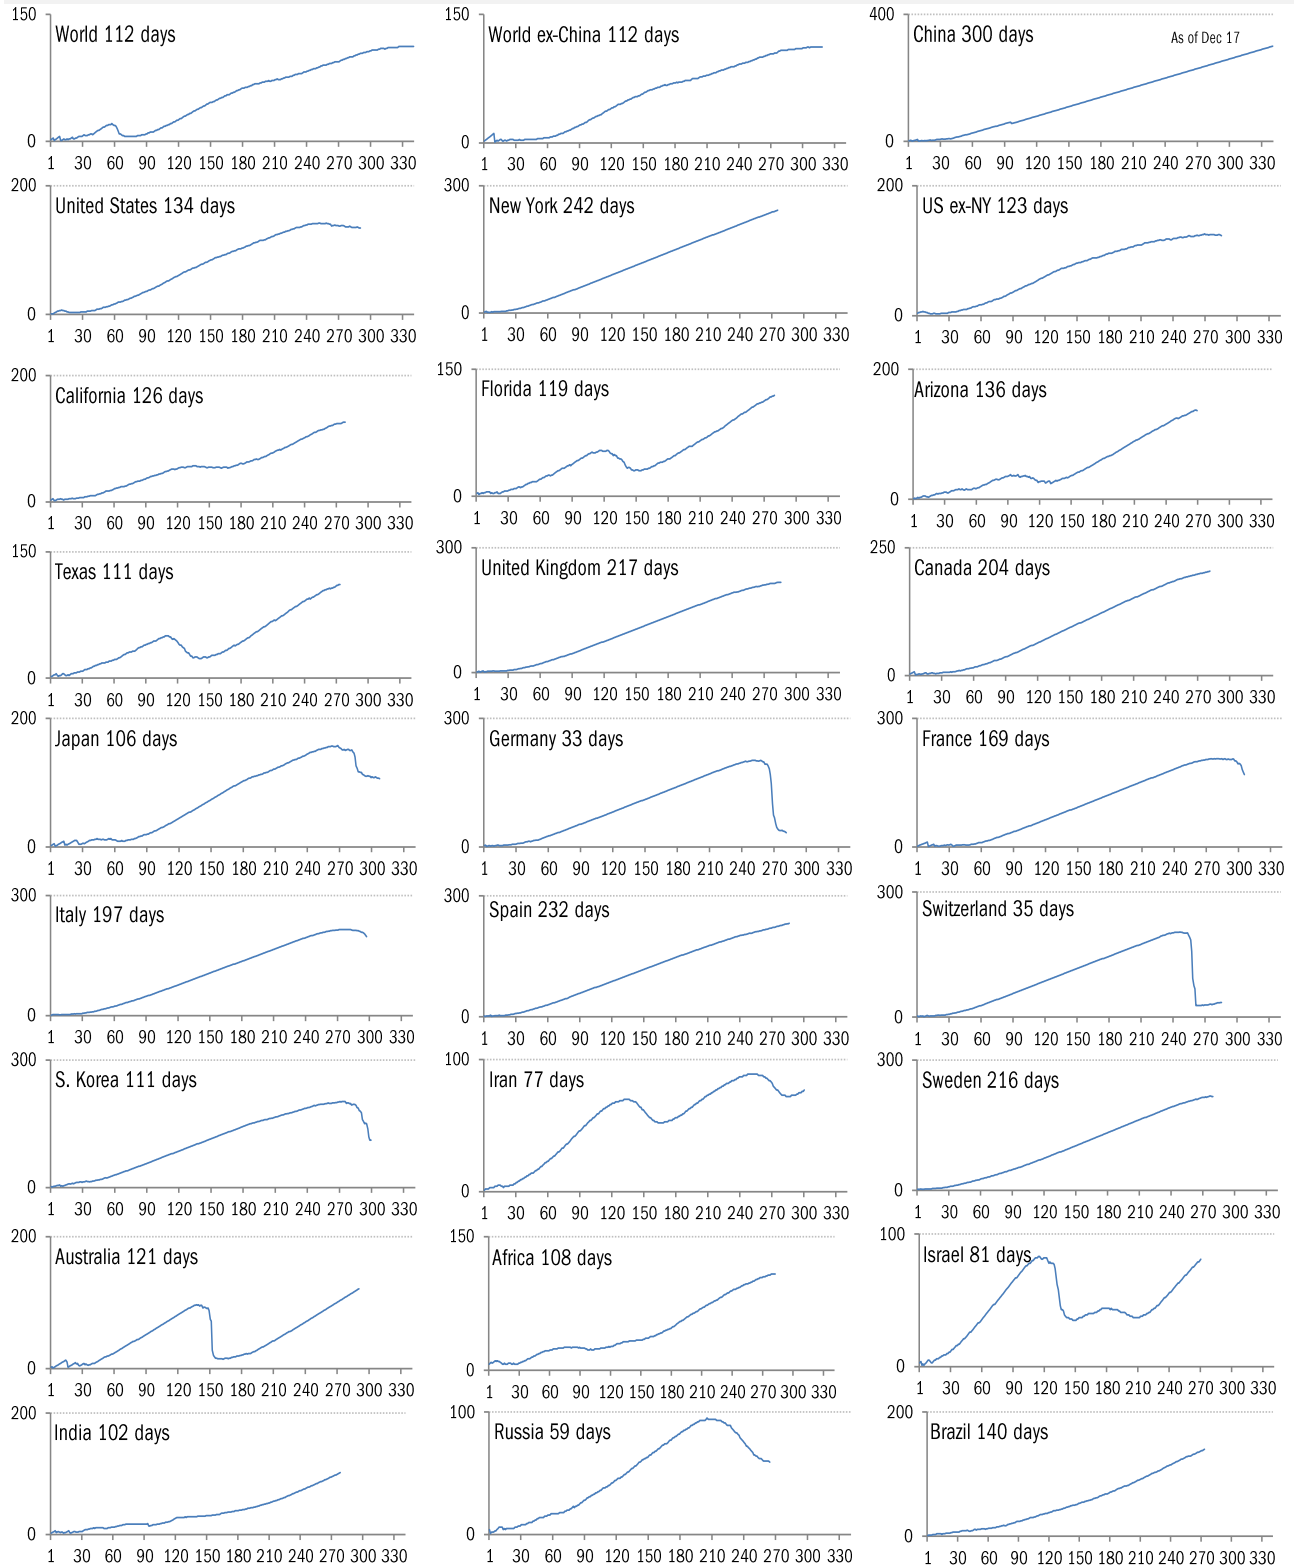 150 150 400
World 112 days World ex-China 112 days China 300 days As of Dec 17
0 0 0
1 30 60 90 120 150 180 210 240 270 300 330 1 30 60 90 120 150 180 210 240 270 300 330 1 30 60 90 120 150 180 210 240 270 300 330
200 300 200
United States 134 days New York 242 days US ex-NY 123 days
0 0 0
1 30 60 90 120 150 180 210 240 270 300 330 1 30 60 90 120 150 180 210 240 270 300 330 1 30 60 90 120 150 180 210 240 270 300 330
200 150 200
California 126 days Florida 119 days Arizona 136 days
0 0 0
1 30 60 90 120 150 180 210 240 270 300 330 1 30 60 90 120 150 180 210 240 270 300 330 1 30 60 90 120 150 180 210 240 270 300 330
150 300 250
Texas 111 days United Kingdom 217 days Canada 204 days
0 0 0
1 30 60 90 120 150 180 210 240 270 300 330 1 30 60 90 120 150 180 210 240 270 300 330 1 30 60 90 120 150 180 210 240 270 300 330
200 300 300
Japan 106 days Germany 33 days France 169 days
0 0 0
1 30 60 90 120 150 180 210 240 270 300 330 1 30 60 90 120 150 180 210 240 270 300 330 1 30 60 90 120 150 180 210 240 270 300 330
300 300 300
Italy 197 days Spain 232 days Switzerland 35 days
0 0 0
1 30 60 90 120 150 180 210 240 270 300 330 1 30 60 90 120 150 180 210 240 270 300 330 1 30 60 90 120 150 180 210 240 270 300 330
300 100 300
S. Korea 111 days Iran 77 days Sweden 216 days
0 0 0
1 30 60 90 120 150 180 210 240 270 300 330 1 30 60 90 120 150 180 210 240 270 300 330 1 30 60 90 120 150 180 210 240 270 300 330
200 150 100
Australia 121 days Africa 108 days Israel 81 days
0 0 0
1 30 60 90 120 150 180 210 240 270 300 330 1 30 60 90 120 150 180 210 240 270 300 330 1 30 60 90 120 150 180 210 240 270 300 330
200 100 200
India 102 days Russia 59 days Brazil 140 days
0 0 0
1 30 60 90 120 150 180 210 240 270 300 330 1 30 60 90 120 150 180 210 240 270 300 330 1 30 60 90 120 150 180 210 240 270 300 330